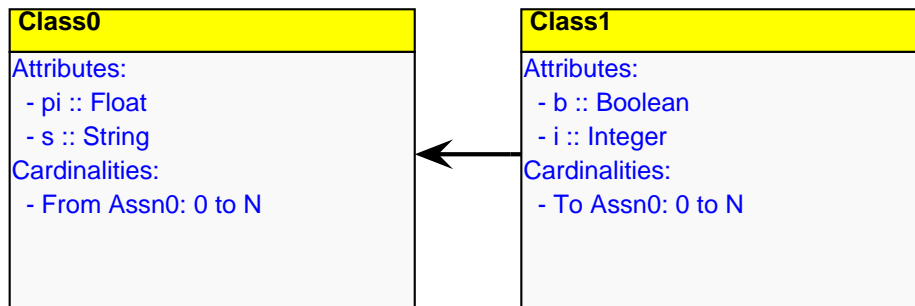 Class0
Attributes:
- pi :: Float
- s :: String
Cardinalities:
- From Assn0: 0 to N
Class1
Attributes:
- b :: Boolean
- i :: Integer
Cardinalities:
- To Assn0: 0 to N